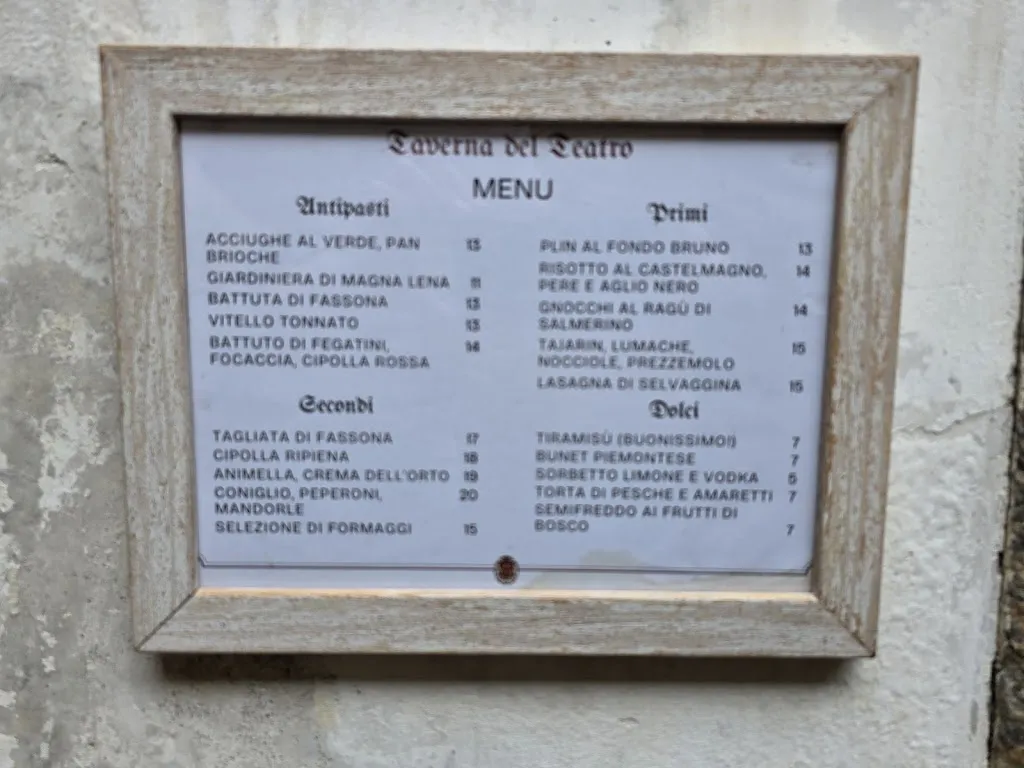 Taverna del Teatro
MENU
Antipasti
ACCIUGHE AL VERDE, PAN 13
BRIOCHE
GIARDINIERA DI MAGNA LENA 11
BATTUTA DI FASSONA 13
VITELLO TONNATO 13
BATTUTO DI FEGATINI, 14
FOCACCIA, CIPOLLA ROSSA
Primi
PLIN AL FONDO BRUNO 13
RISOTTO AL CASTELMAGNO, 14
PERE E AGLIO NERO
GNOCCHI AL RAGÙ DI 14
SALMERINO
TAJARIN, LUMACHE, 15
NOCCIOLE, PREZZEMOLO
LASAGNA DI SELVAGGINA 15
Secondi
TAGLIATA DI FASSONA 17
CIPOLLA RIPIENA 18
ANIMELLA, CREMA DELL'ORTO 19
CONIGLIO, PEPERONI, 20
MANDORLE
SELEZIONE DI FORMAGGI 15
Dolci
TIRAMISÙ (BUONISSIMO!) 7
BUNET PIEMONTESE 7
SORBETTO LIMONE E VODKA 5
TORTA DI PESCHE E AMARETTI 7
SEMIFREDDO AI FRUTTI DI
BOSCO 7